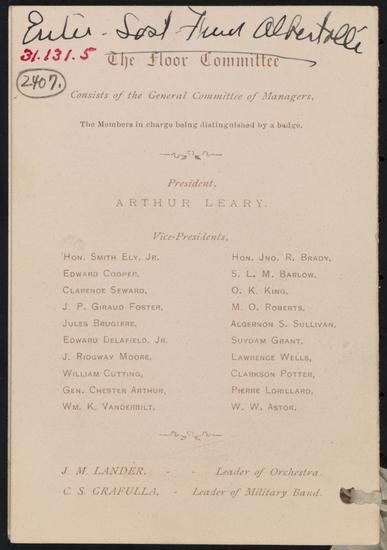 31.131.5
The Floor Committee
2407.
Consists of the General Committee of Managers,
The Members in charge being distinguished by a badge.
President,
ARTHUR LEARY.
Vice-Presidents,
HON. SMITH ELY, JR. HON. JNO. R. BRADY,
EDWARD COOPER, S. L. M. BARLOW,
CLARENCE SEWARD, O. K. KING,
J. P. GIRAUD FOSTER, M. O. ROBERTS,
JULES BRUGIERE, ALGERNON S. SULLIVAN,
EDWARD DELAFIELD, JR. SUYDAM GRANT,
J. RIDGWAY MOORE, LAWRENCE WELLS,
WILLIAM CUTTING, CLARKSON POTTER,
GEN. CHESTER ARTHUR, PIERRE LORILLARD,
WM. K. VANDERBILT, W. W. ASTOR.
J. M. LANDER, - - Leader of Orchestra.
C. S. GRAFULLA, - Leader of Military Band.